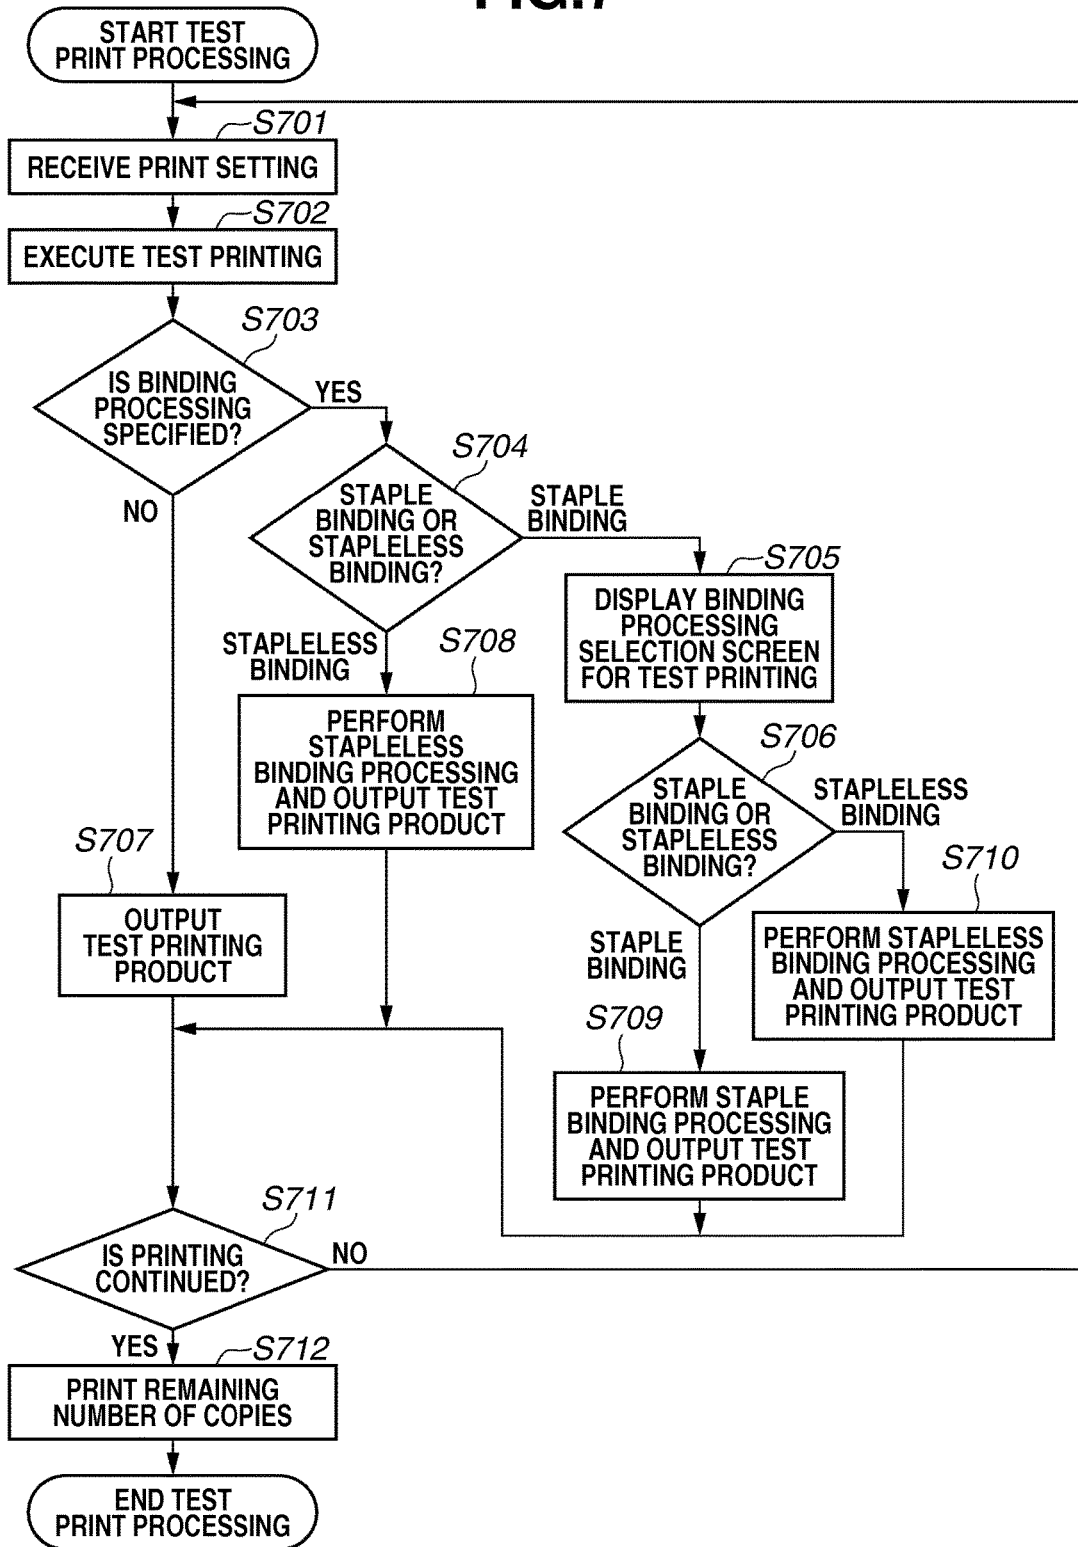 FIG.7
START TEST
PRINT PROCESSING
S701
RECEIVE PRINT SETTING
S702
EXECUTE TEST PRINTING
S703
IS BINDING
PROCESSING
SPECIFIED?
YES
NO
S704
STAPLE
BINDING OR
STAPLELESS
BINDING?
STAPLE
BINDING
STAPLELESS
BINDING
S705
DISPLAY BINDING
PROCESSING
SELECTION SCREEN
FOR TEST PRINTING
S708
PERFORM
STAPLELESS
BINDING PROCESSING
AND OUTPUT TEST
PRINTING PRODUCT
S706
STAPLE
BINDING OR
STAPLELESS
BINDING?
STAPLELESS
BINDING
STAPLE
BINDING
S707
OUTPUT
TEST PRINTING
PRODUCT
S710
PERFORM STAPLELESS
BINDING PROCESSING
AND OUTPUT TEST
PRINTING PRODUCT
S709
PERFORM STAPLE
BINDING PROCESSING
AND OUTPUT TEST
PRINTING PRODUCT
S711
IS PRINTING
CONTINUED?
NO
YES
S712
PRINT REMAINING
NUMBER OF COPIES
END TEST
PRINT PROCESSING